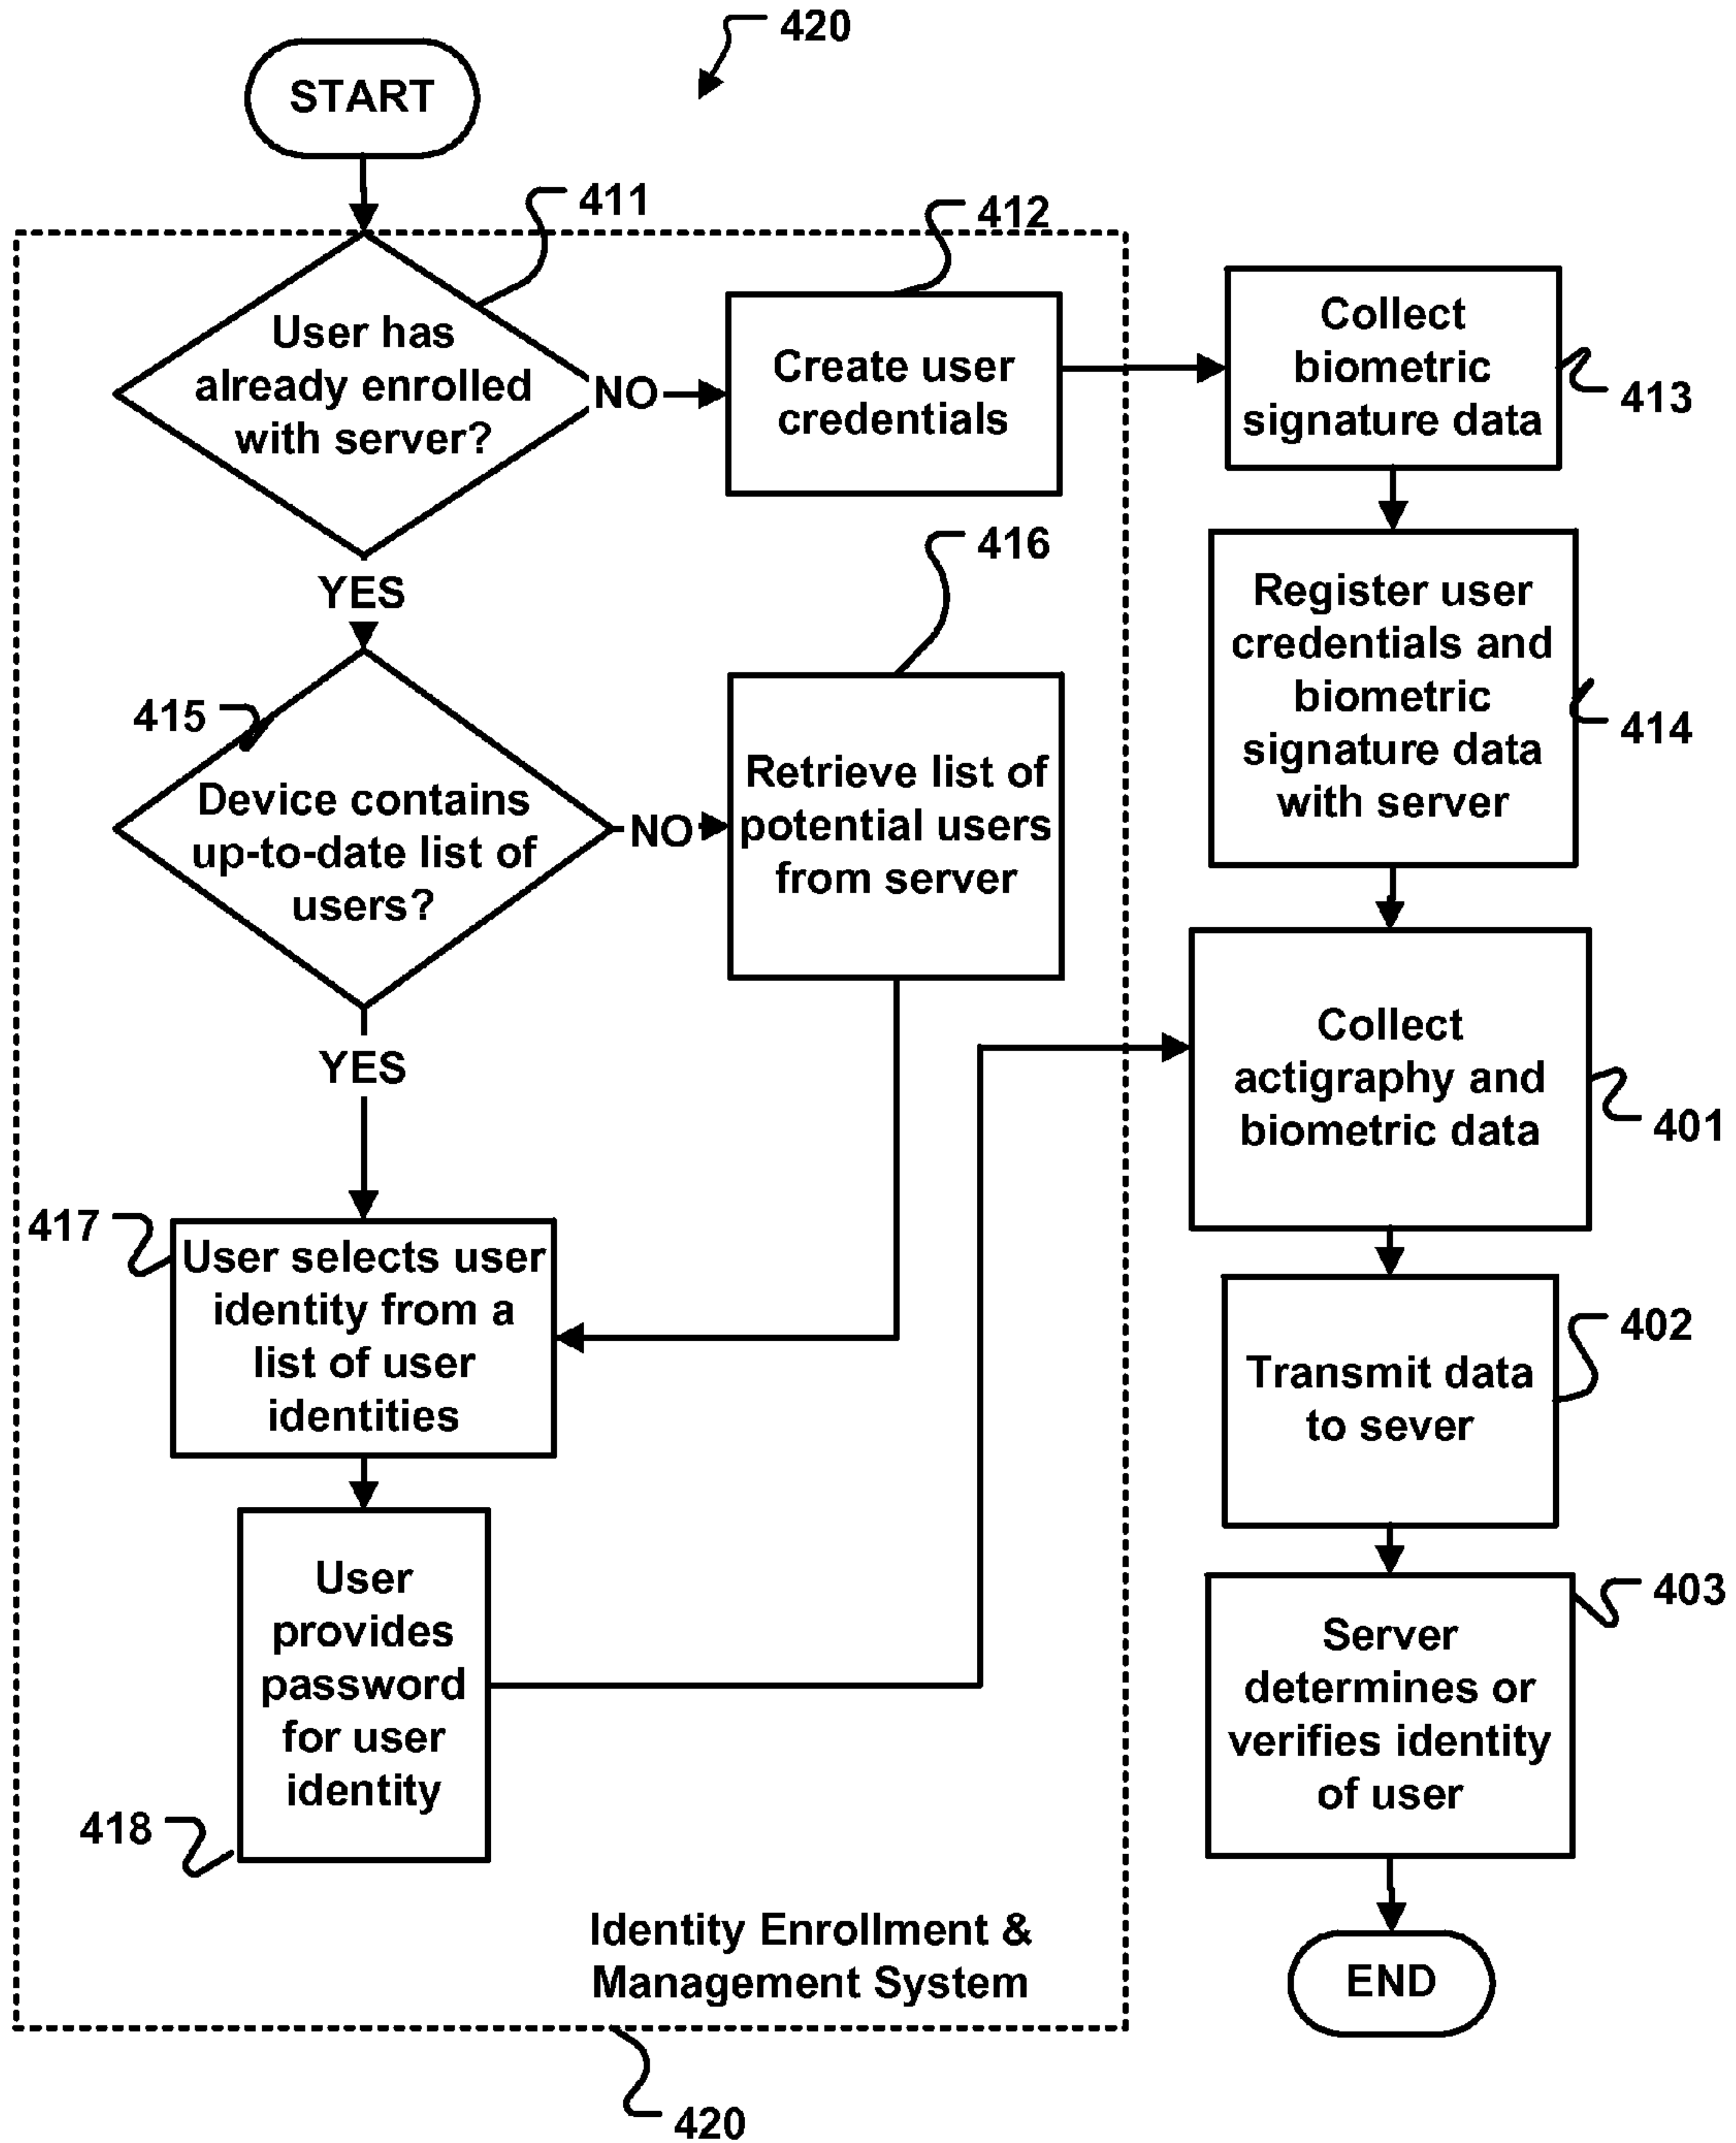 420
START
411
412
User has
already enrolled
with server?
NO
Create user
credentials
Collect
biometric
signature data
413
YES
416
Register user
credentials and
biometric
signature data
with server
414
415
Device contains
up-to-date list of
users?
NO
Retrieve list of
potential users
from server
YES
Collect
actigraphy and
biometric data
401
417
User selects user
identity from a
list of user
identities
402
Transmit data
to sever
User
provides
password
for user
identity
418
403
Server
determines or
verifies identity
of user
Identity Enrollment &
Management System
END
420